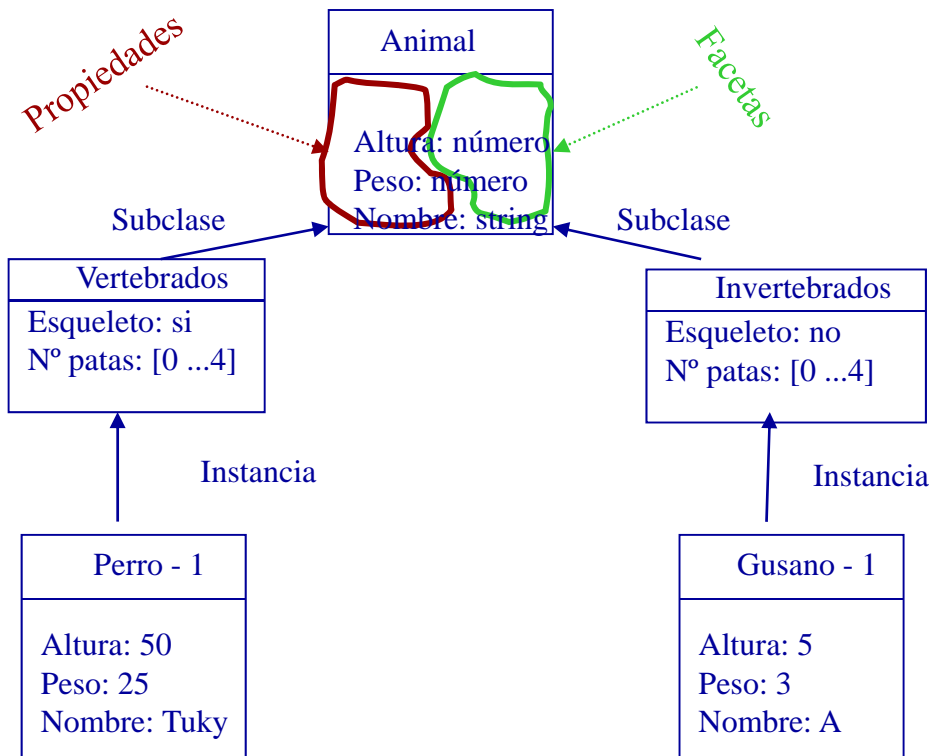 Animal
Propiedades
Facetas
Altura: número
Peso: número
Nombre: string
Subclase
Subclase
Vertebrados
Esqueleto: si
Nº patas: [0 ...4]
Invertebrados
Esqueleto: no
Nº patas: [0 ...4]
Instancia
Instancia
Perro - 1
Altura: 50
Peso: 25
Nombre: Tuky
Gusano - 1
Altura: 5
Peso: 3
Nombre: A